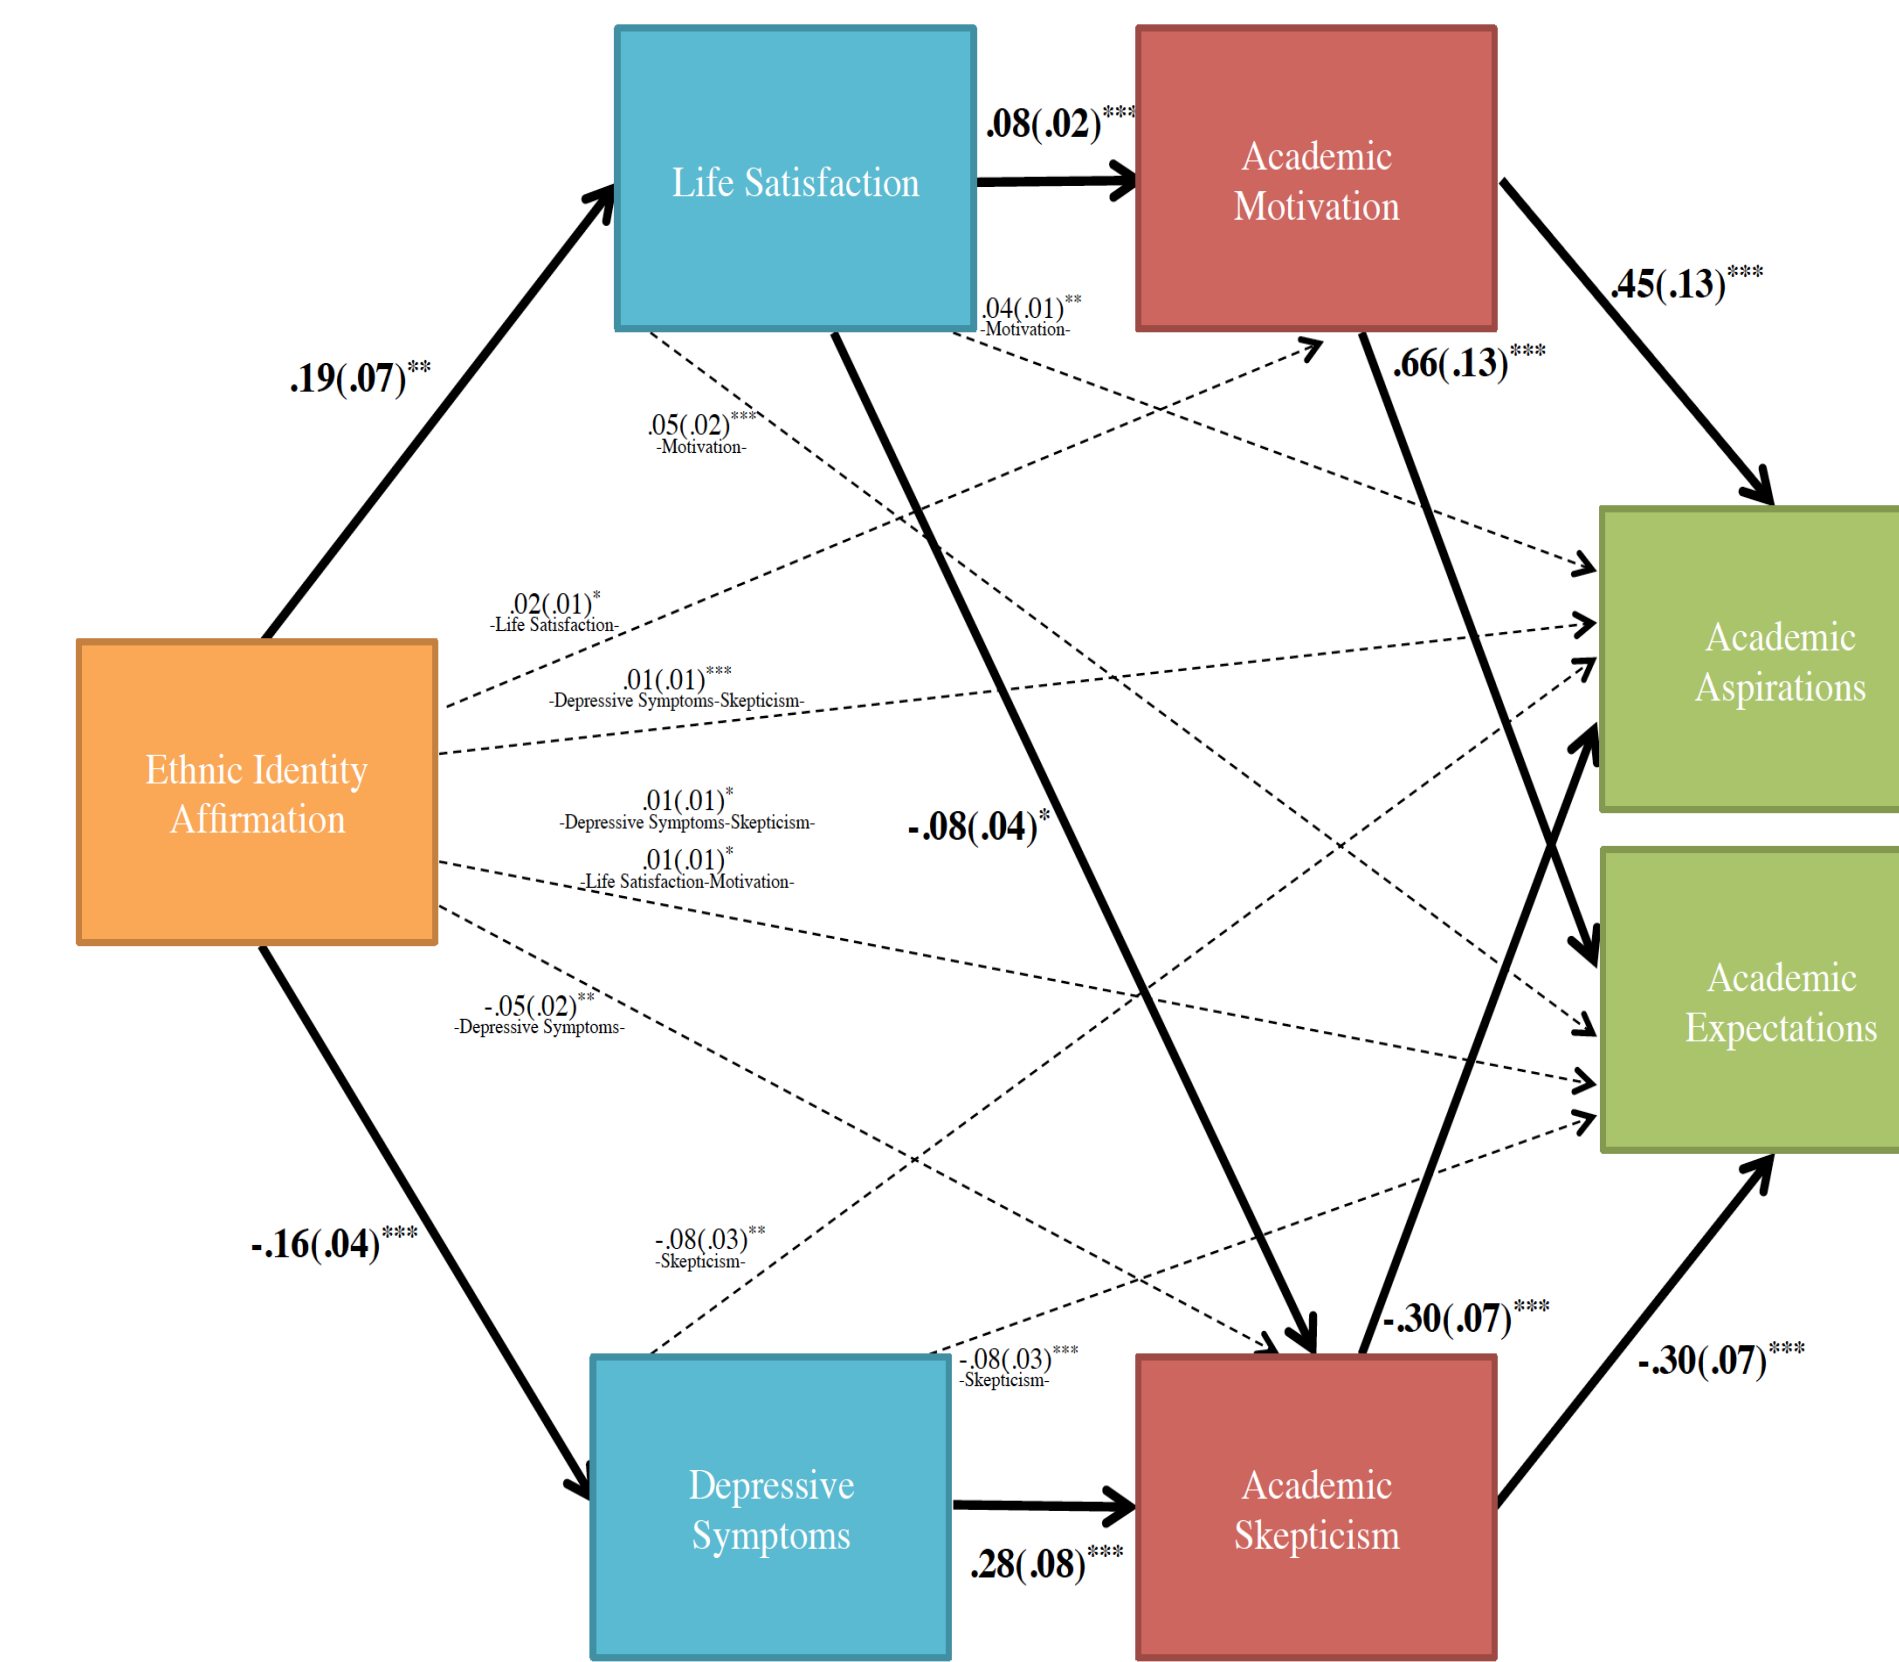 .08(.02)***
Life Satisfaction
Academic
Motivation
.45(.13)***
.04(.01)**
-Motivation-
.66(.13)***
.19(.07)**
.05(.02)***
-Motivation-
.02(.01)*
-Life Satisfaction-
.01(.01)***
-Depressive Symptoms-Skepticism-
Academic
Aspirations
Ethnic Identity
Affirmation
.01(.01)*
-Depressive Symptoms-Skepticism-
-.08(.04)*
.01(.01)*
-Life Satisfaction-Motivation-
Academic
Expectations
-.05(.02)**
-Depressive Symptoms-
-.16(.04)***
-.08(.03)**
-Skepticism-
-.30(.07)***
-.08(.03)***
-Skepticism-
-.30(.07)***
Depressive
Symptoms
Academic
Skepticism
.28(.08)***